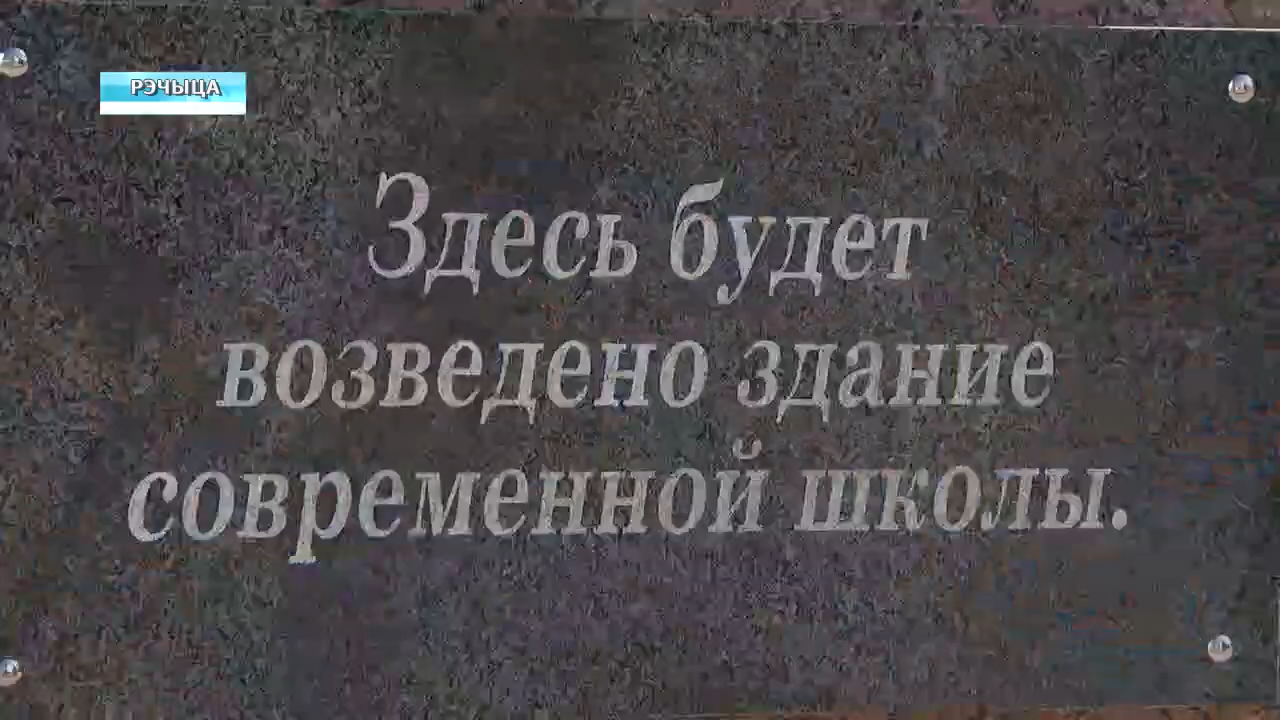 РЭЧЫЦА
Здесь будет
возведено здание
современной школы.